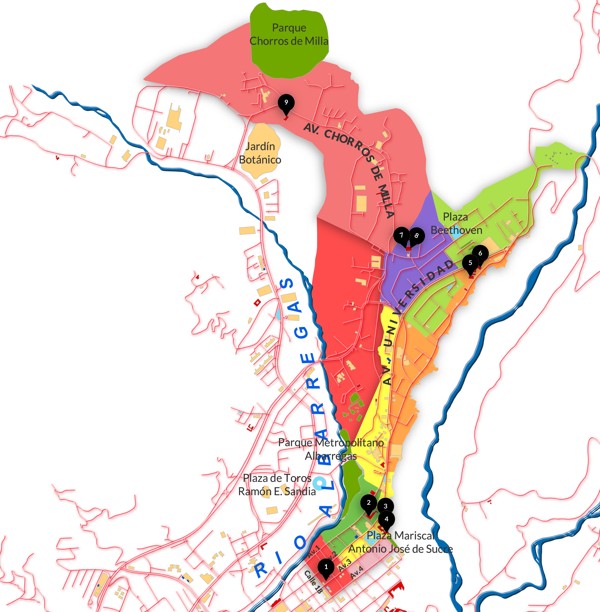 Parque
Chorros de Milla
9
AV. CHORROS DE MILLA
Jardín
Botánico
Plaza
Beethoven
7
8
6
5
AV. UNIVERSIDAD
RIO ALBARREGAS
Parque Metropolitano
Albarregas
Plaza de Toros
Ramón E. Sandia
2
3
4
Plaza Mariscal
Antonio José de Sucre
Av. 1
1
Av.3
Av.4
Calle 18